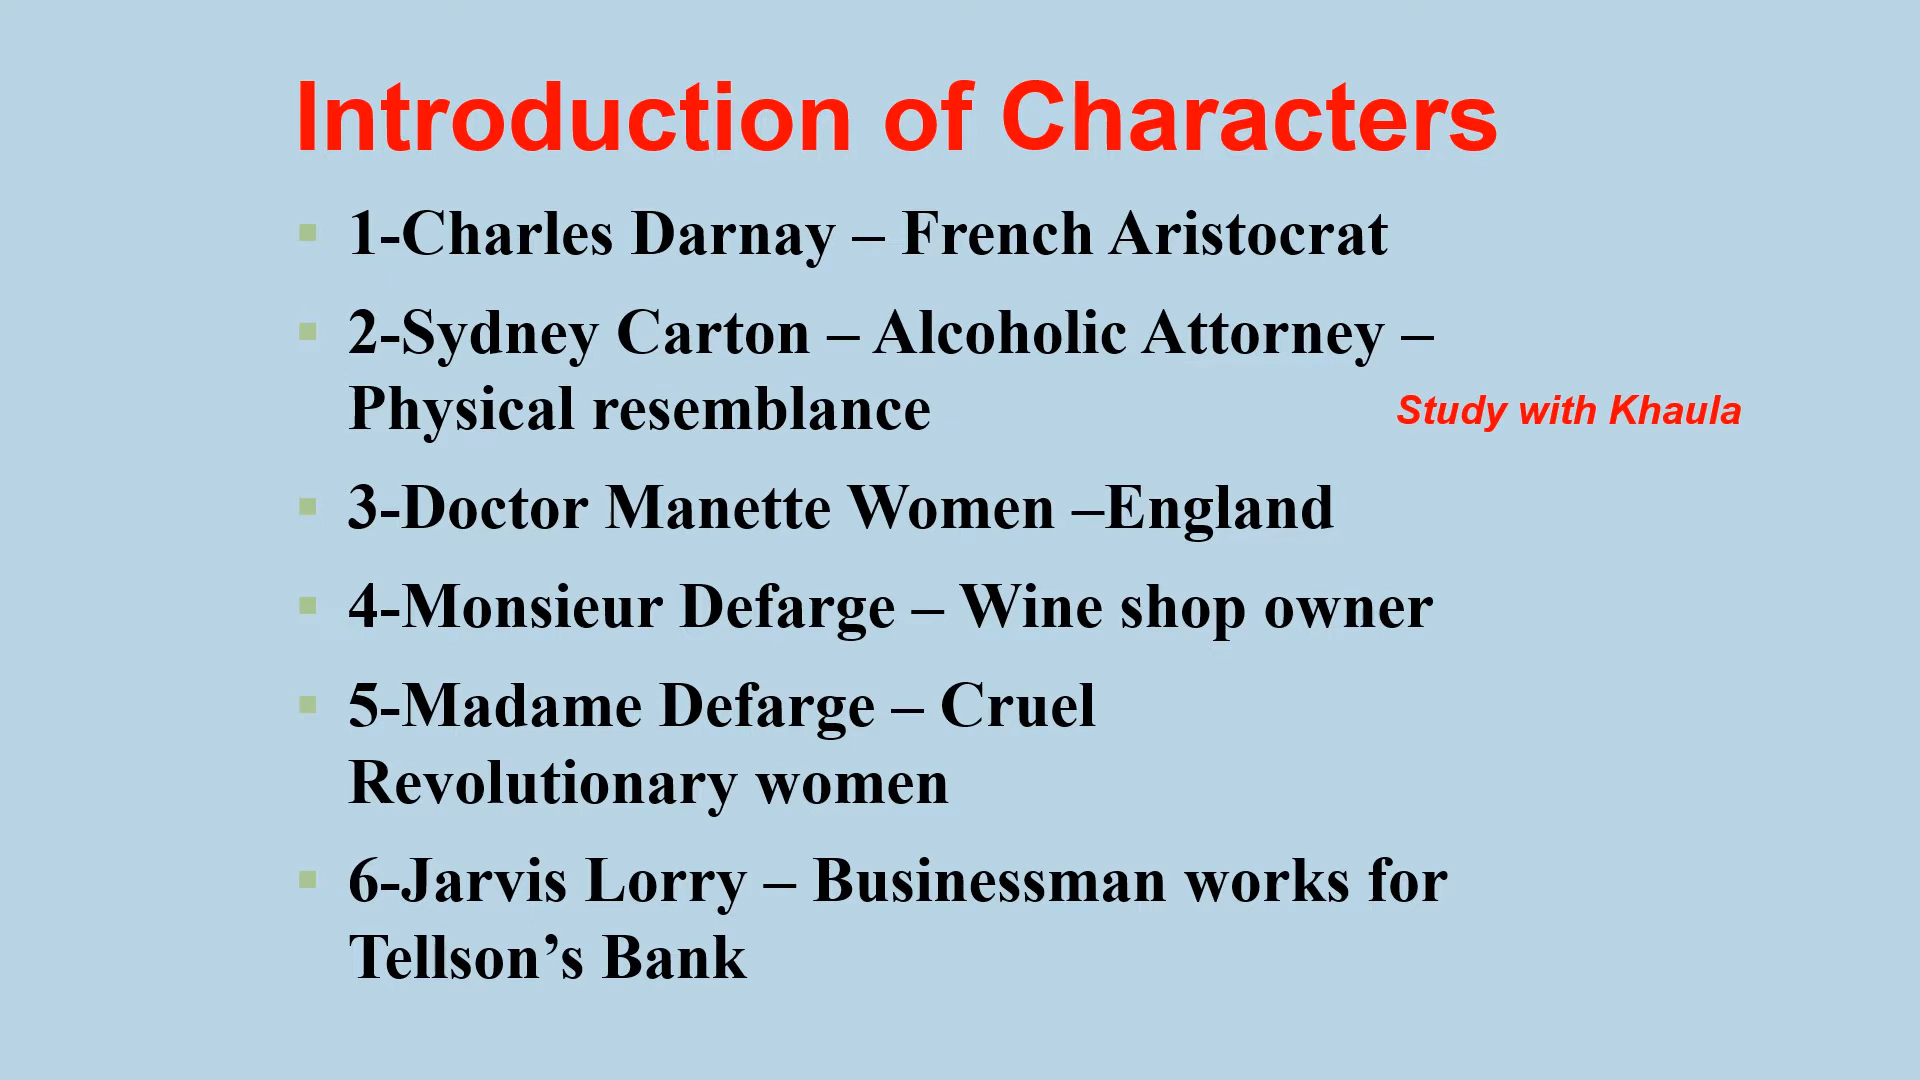 Introduction of Characters
1-Charles Darnay – French Aristocrat
2-Sydney Carton – Alcoholic Attorney –
Physical resemblance
Study with Khaula
3-Doctor Manette Women –England
4-Monsieur Defarge – Wine shop owner
5-Madame Defarge – Cruel
Revolutionary women
6-Jarvis Lorry – Businessman works for
Tellson’s Bank